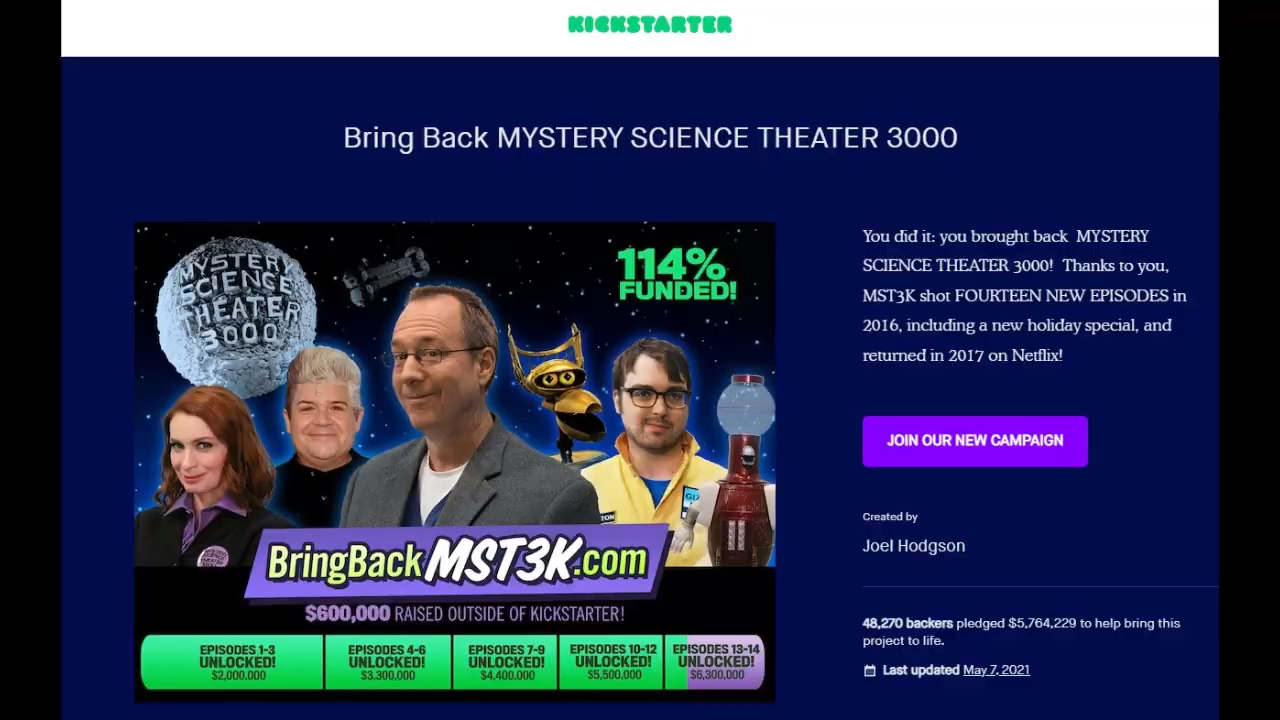 KICKSTARTER
Bring Back MYSTERY SCIENCE THEATER 3000
MYSTERY
SCIENCE
THEATER
3000
114%
FUNDED!
You did it: you brought back MYSTERY
SCIENCE THEATER 3000! Thanks to you,
MST3K shot FOURTEEN NEW EPISODES in
2016, including a new holiday special, and
returned in 2017 on Netflix!
JOIN OUR NEW CAMPAIGN
Created by
Joel Hodgson
BringBack MST3K.com
$600,000 RAISED OUTSIDE OF KICKSTARTER!
EPISODES 1-3
UNLOCKED!
$2,000,000
EPISODES 4-6
UNLOCKED!
$3,300,000
EPISODES 7-9
UNLOCKED!
$4,400,000
EPISODES 10-12
UNLOCKED!
$5,500,000
EPISODES 13-14
UNLOCKED!
$6,300,000
48,270 backers pledged $5,764,229 to help bring this
project to life.
Last updated May 7, 2021